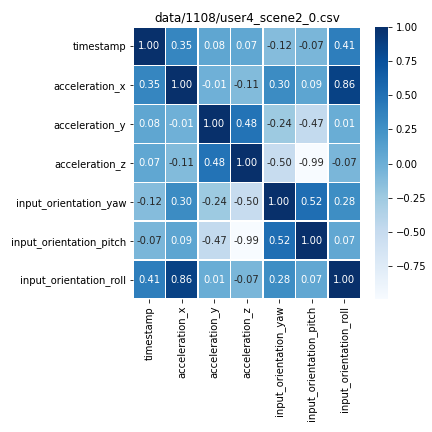 data/1108/user4_scene2_0.csv
timestamp 1.00 0.35 0.08 0.07 -0.12 -0.07 0.41
acceleration_x 0.35 1.00 -0.01 -0.11 0.30 0.09 0.86
acceleration_y 0.08 -0.01 1.00 0.48 -0.24 -0.47 0.01
acceleration_z 0.07 -0.11 0.48 1.00 -0.50 -0.99 -0.07
input_orientation_yaw -0.12 0.30 -0.24 -0.50 1.00 0.52 0.28
input_orientation_pitch -0.07 0.09 -0.47 -0.99 0.52 1.00 0.07
input_orientation_roll 0.41 0.86 0.01 -0.07 0.28 0.07 1.00
timestamp
acceleration_x
acceleration_y
acceleration_z
input_orientation_yaw
input_orientation_pitch
input_orientation_roll
1.00
0.75
0.50
0.25
0.00
-0.25
-0.50
-0.75